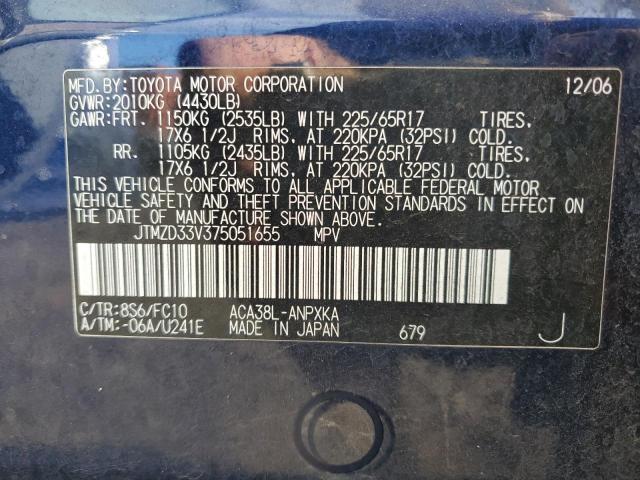 MFD.BY:TOYOTA MOTOR CORPORATION 12/06
GVWR:2010KG (4430LB)
GAWR:FRT. 1150KG (2535LB) WITH 225/65R17 TIRES.
17X6 1/2J RIMS. AT 220KPA (32PSI) COLD.
RR. 1105KG (2435LB) WITH 225/65R17 TIRES.
17X6 1/2J RIMS. AT 220KPA (32PSI) COLD.
THIS VEHICLE CONFORMS TO ALL APPLICABLE FEDERAL MOTOR
VEHICLE SAFETY AND THEFT PREVENTION STANDARDS IN EFFECT ON
THE DATE OF MANUFACTURE SHOWN ABOVE.
JTMZD33V375051655 MPV
C/TR:8S6/FC10 ACA38L-ANPXKA
A/TM:-06A/U241E MADE IN JAPAN 679 J